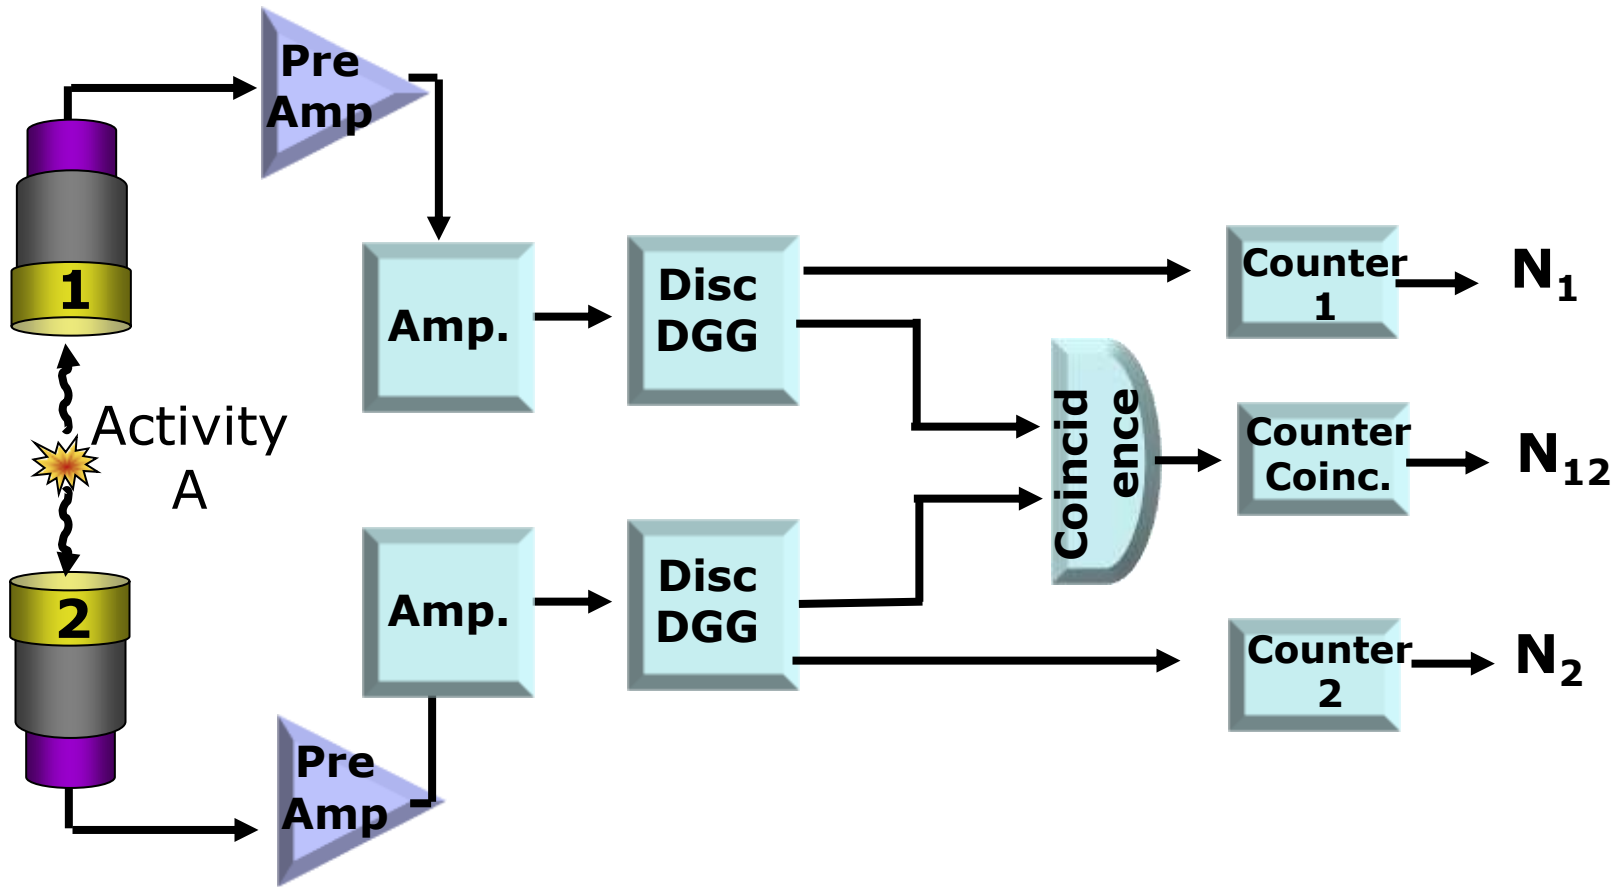 Pre
Amp
1
Amp.
Disc
DGG
Counter
1
N1
Activity
A
Coincid
ence
Counter
Coinc.
N12
2
Amp.
Disc
DGG
Counter
2
N2
Pre
Amp